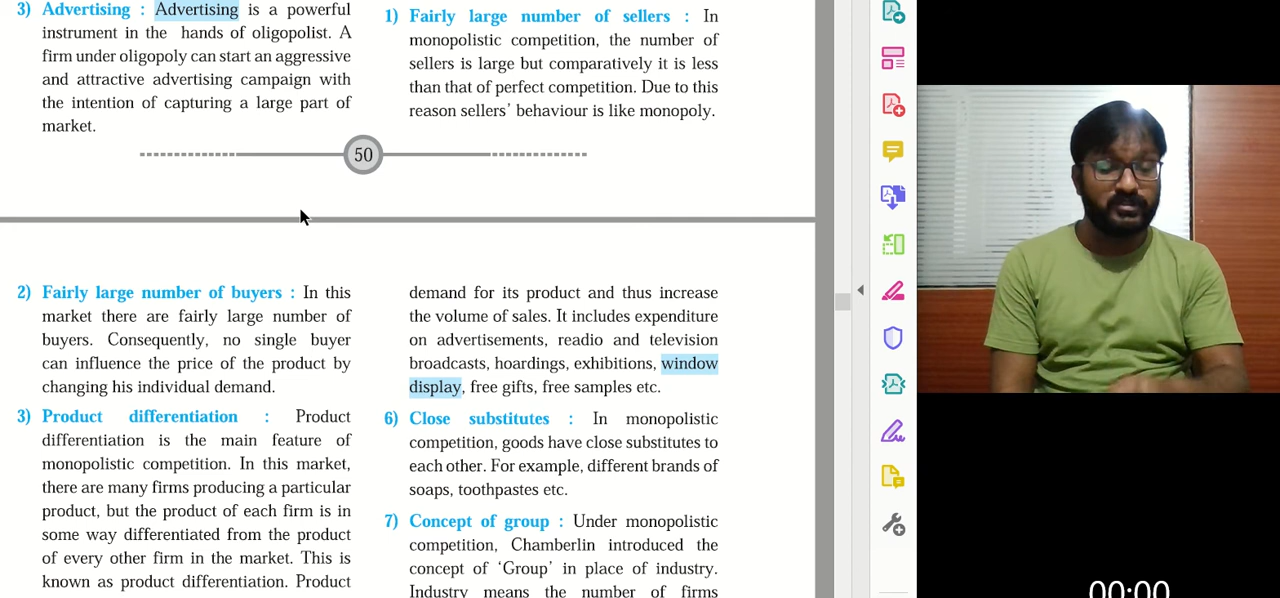 3) Advertising : Advertising is a powerful
instrument in the hands of oligopolist. A
firm under oligopoly can start an aggressive
and attractive advertising campaign with
the intention of capturing a large part of
market.
1) Fairly large number of sellers : In
monopolistic competition, the number of
sellers is large but comparatively it is less
than that of perfect competition. Due to this
reason sellers' behaviour is like monopoly.
50
2) Fairly large number of buyers : In this
market there are fairly large number of
buyers. Consequently, no single buyer
can influence the price of the product by
changing his individual demand.
3) Product differentiation : Product
differentiation is the main feature of
monopolistic competition. In this market,
there are many firms producing a particular
product, but the product of each firm is in
some way differentiated from the product
of every other firm in the market. This is
known as product differentiation. Product
demand for its product and thus increase
the volume of sales. It includes expenditure
on advertisements, readio and television
broadcasts, hoardings, exhibitions, window
display, free gifts, free samples etc.
6) Close substitutes : In monopolistic
competition, goods have close substitutes to
each other. For example, different brands of
soaps, toothpastes etc.
7) Concept of group : Under monopolistic
competition, Chamberlin introduced the
concept of 'Group' in place of industry.
Industry means the number of firms
00:00